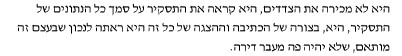 היא לא מכירה את הצדדים, היא קראה את התסקיר על סמך כל הנתונים של
התסקיר, היא, בצורה של הכתיבה וההצגה של כל זה היא ראתה לנכון שבעצם זה
מותאם, שלא יהיה פה מעבר דירה.